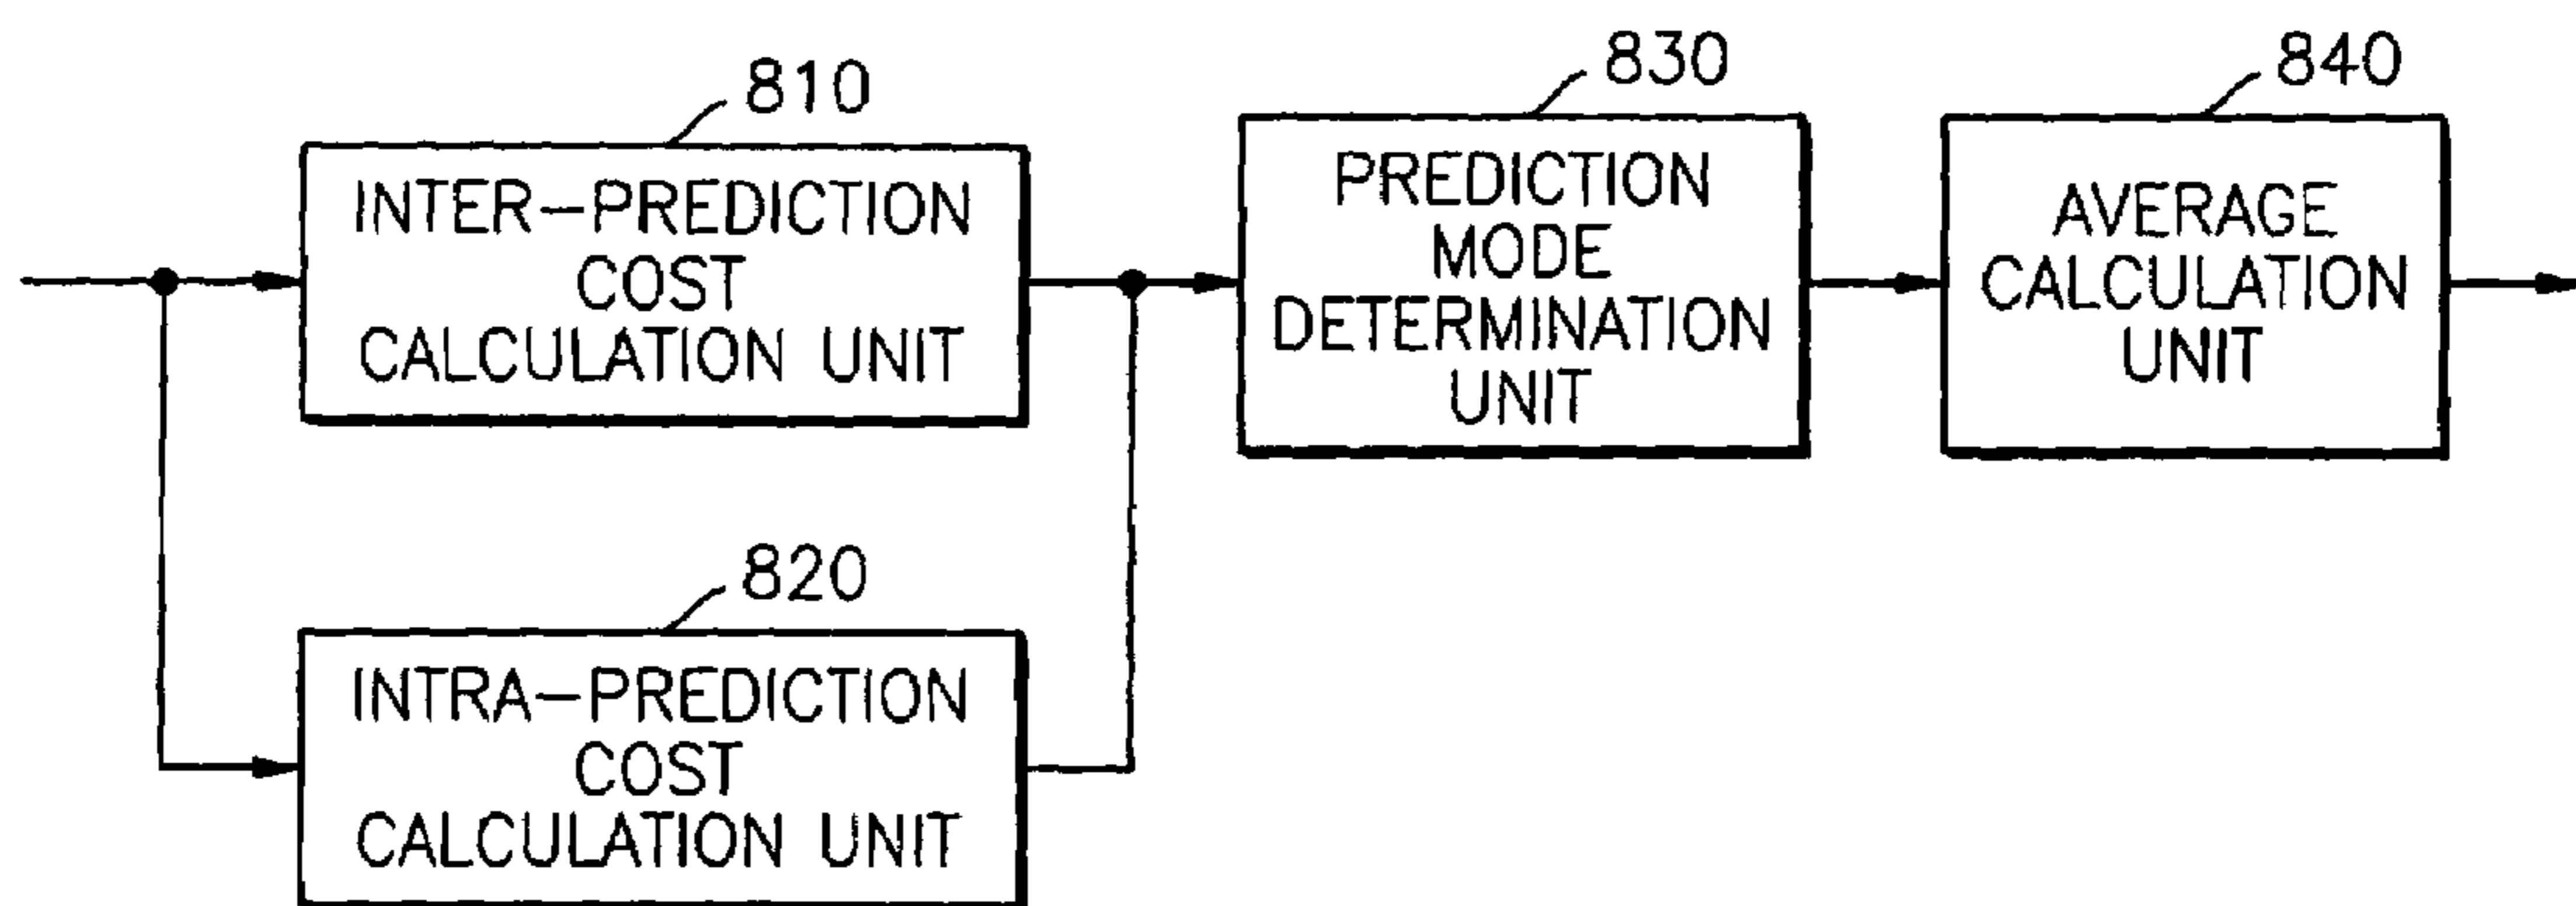 810
INTER-PREDICTION
COST
CALCULATION UNIT
820
INTRA-PREDICTION
COST
CALCULATION UNIT
830
PREDICTION
MODE
DETERMINATION
UNIT
840
AVERAGE
CALCULATION
UNIT